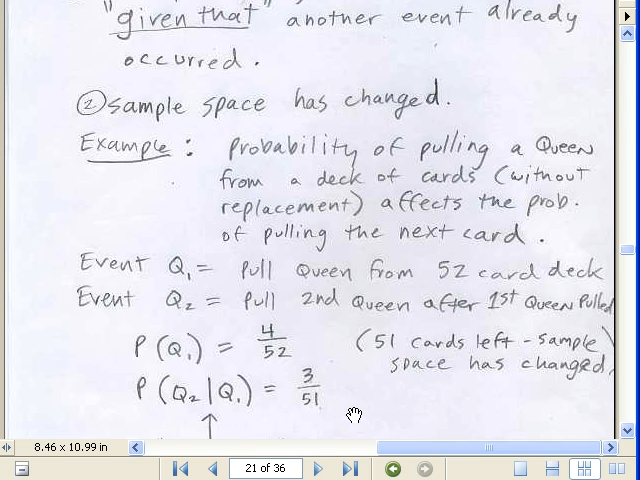 "given that" another event already
occurred.
② sample space has changed.
Example: Probability of pulling a Queen
from a deck of cards (without
replacement) affects the prob.
of pulling the next card.
Event Q₁ = Pull Queen from 52 card deck
Event Q₂ = Pull 2nd Queen after 1st Queen Pulled
P(Q₁) = 4/52 (51 cards left - sample
space has changed)
P(Q₂|Q₁) = 3/51
8.46 x 10.99 in
21 of 36